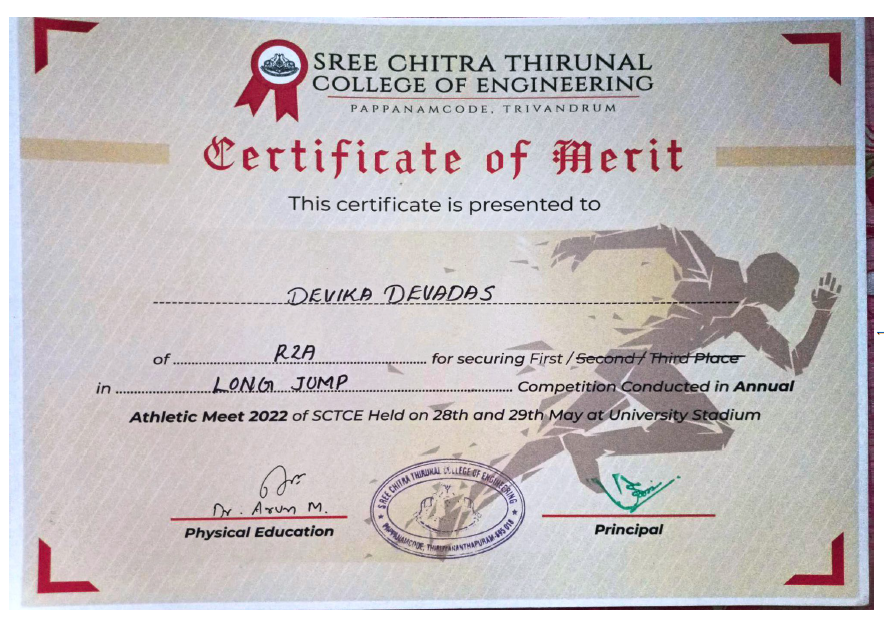 SREE CHITRA THIRUNAL
COLLEGE OF ENGINEERING
PAPPANAMCODE, TRIVANDRUM
Certificate of Merit
This certificate is presented to
DEVIKA DEVADAS
of R2A for securing First / Second / Third Place
in LONG JUMP Competition Conducted in Annual
Athletic Meet 2022 of SCTCE Held on 28th and 29th May at University Stadium
Dr. Arun M.
Physical Education
SREE CHITRA THIRUNAL COLLEGE OF ENGINEERING
PAPPANAMCODE, THIRUVANANTHAPURAM-695 018
Principal
1